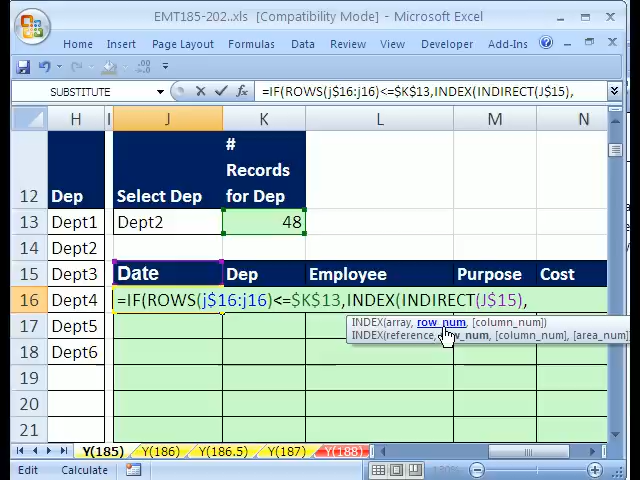 EMT185-202..xls [Compatibility Mode] - Microsoft Excel
Home Insert Page Layout Formulas Data Review View Developer Add-Ins
SUBSTITUTE =IF(ROWS(j$16:j16)<=$K$13,INDEX(INDIRECT(J$15),
H I J K L M N
#
Records
12 Dep Select Dep for Dep
13 Dept1 Dept2 48
14 Dept2
15 Dept3 Date Dep Employee Purpose Cost
16 Dept4 =IF(ROWS(j$16:j16)<=$K$13,INDEX(INDIRECT(J$15),
INDEX(array, row_num, [column_num])
17 Dept5 INDEX(reference, row_num, [column_num], [area_num])
18 Dept6
19
20
21
Y(185) Y(186) Y(186.5) Y(187) Y(188)
Edit Calculate